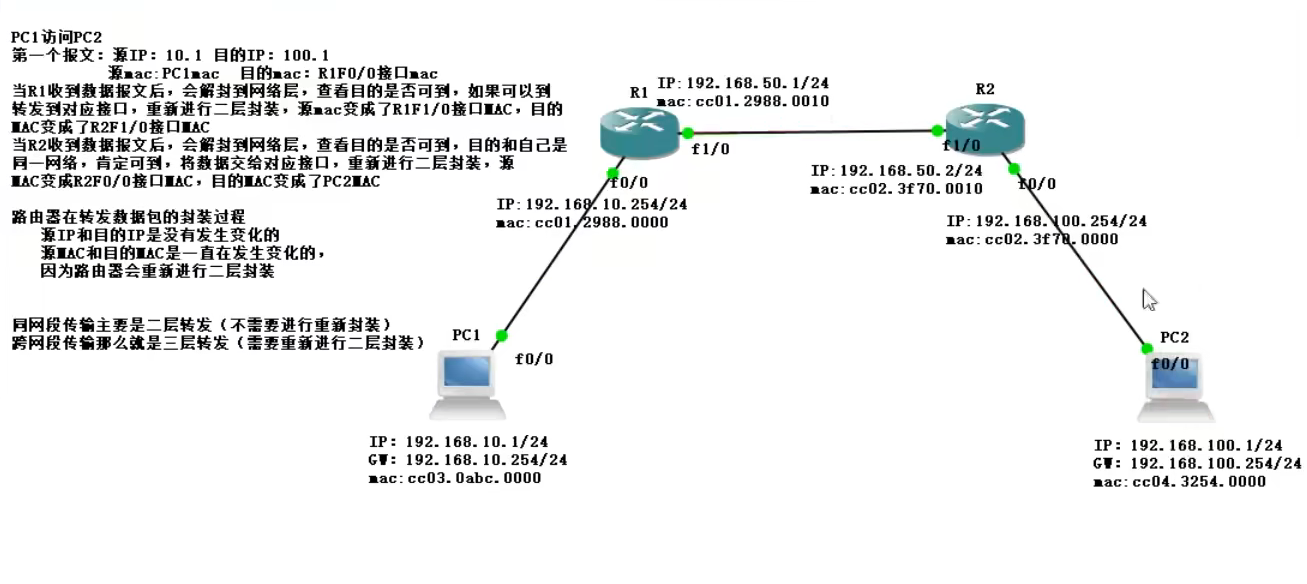 PC1访问PC2
第一个报文：源IP：10.1 目的IP：100.1
源mac:PC1mac 目的mac：R1F0/0接口mac
当R1收到数据报文后，会解封到网络层，查看目的是否可到，如果可以到
转发到对应接口，重新进行二层封装，源mac变成了R1F1/0接口MAC，目的
MAC变成了R2F1/0接口MAC
当R2收到数据报文后，会解封到网络层，查看目的是否可到，目的和自己是
同一网络，肯定可到，将数据交给对应接口，重新进行二层封装，源
MAC变成R2F0/0接口MAC，目的MAC变成了PC2MAC
路由器在转发数据包的封装过程
源IP和目的IP是没有发生变化的
源MAC和目的MAC是一直在发生变化的，
因为路由器会重新进行二层封装
同网段传输主要是二层转发（不需要进行重新封装）
跨网段传输那么就是三层转发（需要重新进行二层封装）
R1
IP:192.168.50.1/24
mac:cc01.2988.0010
f1/0
f0/0
IP:192.168.10.254/24
mac:cc01.2988.0000
R2
f1/0
IP:192.168.50.2/24
mac:cc02.3f70.0010
f0/0
IP:192.168.100.254/24
mac:cc02.3f70.0000
PC1
f0/0
IP: 192.168.10.1/24
GW: 192.168.10.254/24
mac:cc03.0abc.0000
PC2
f0/0
IP: 192.168.100.1/24
GW: 192.168.100.254/24
mac:cc04.3254.0000